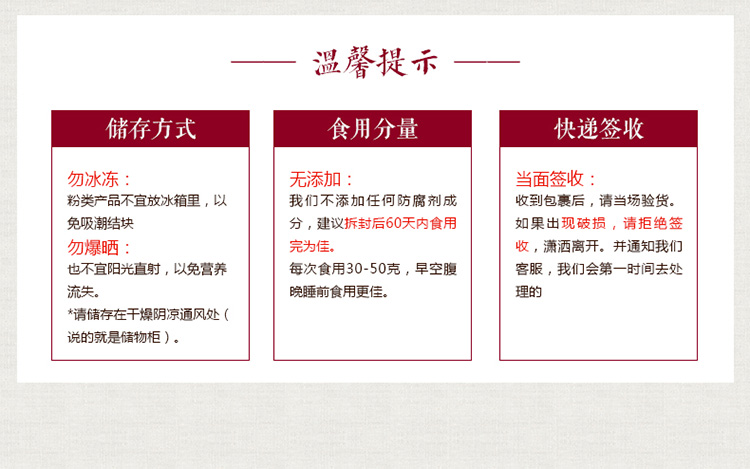 溫馨提示
储存方式
勿冰冻：
粉类产品不宜放冰箱里，以
免吸潮结块
勿爆晒：
也不宜阳光直射，以免营养
流失。
*请储存在干燥阴凉通风处（
说的就是储物柜）。
食用分量
无添加：
我们不添加任何防腐剂成
分，建议拆封后60天内食用
完为佳。
每次食用30-50克，早空腹
晚睡前食用更佳。
快递签收
当面签收：
收到包裹后，请当场验货。
如果出现破损，请拒绝签
收，潇洒离开。并通知我们
客服，我们会第一时间去处
理的